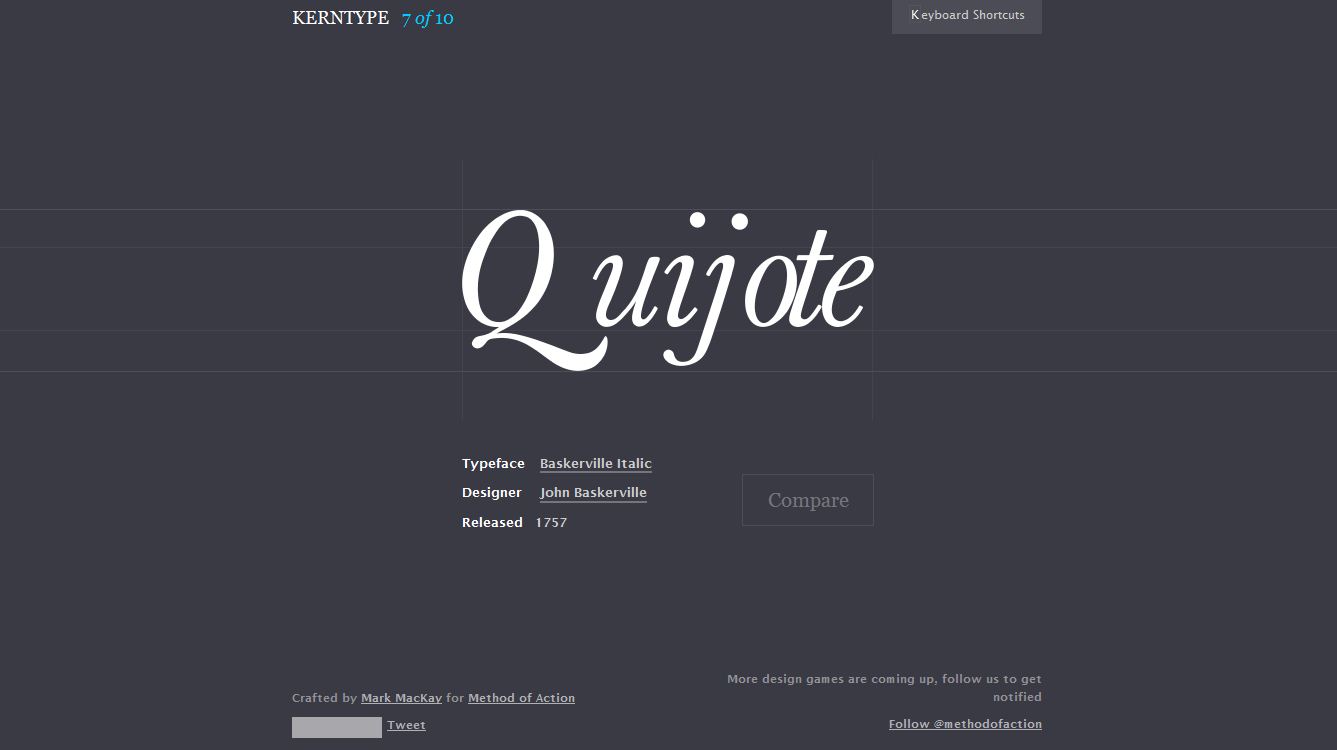 KERNTYPE 7 of 10
Keyboard Shortcuts
Quijote
Typeface Baskerville Italic
Designer John Baskerville
Released 1757
Compare
More design games are coming up, follow us to get
notified
Crafted by Mark MacKay for Method of Action
Tweet
Follow @methodofaction